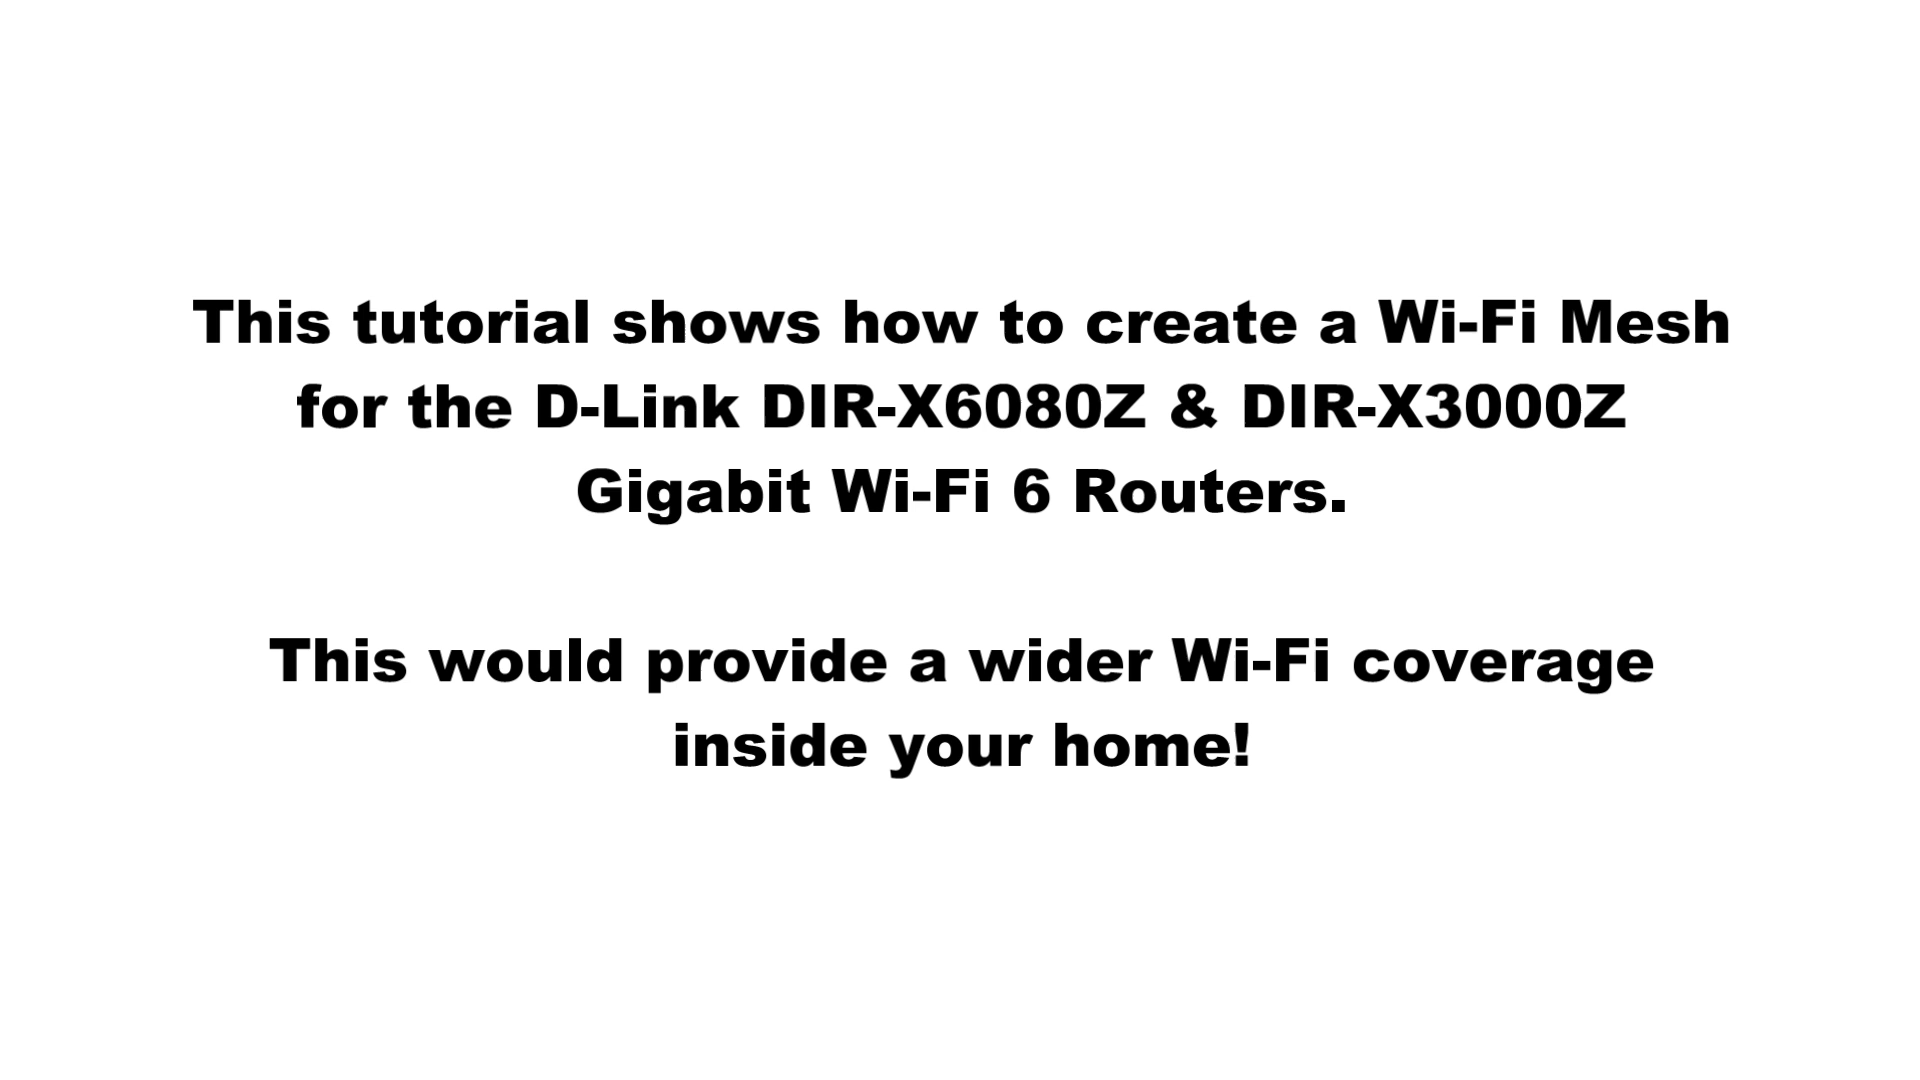 This tutorial shows how to create a Wi-Fi Mesh
for the D-Link DIR-X6080Z & DIR-X3000Z
Gigabit Wi-Fi 6 Routers.
This would provide a wider Wi-Fi coverage
inside your home!